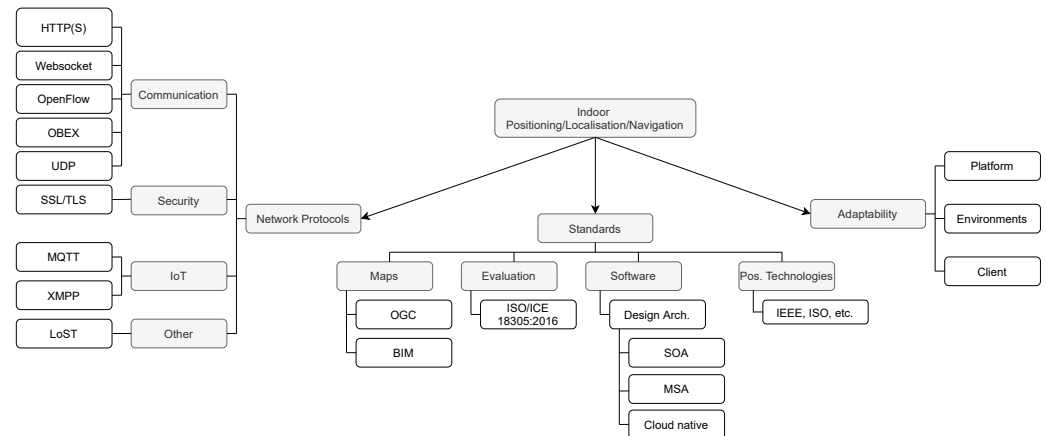 HTTP(S)
Websocket
OpenFlow
OBEX
UDP
SSL/TLS
MQTT
XMPP
LoST
Communication
Security
IoT
Other
Network Protocols
Indoor
Positioning/Localisation/Navigation
Standards
Maps
OGC
BIM
Evaluation
ISO/ICE
18305:2016
Software
Design Arch.
SOA
MSA
Cloud native
Pos. Technologies
IEEE, ISO, etc.
Adaptability
Platform
Environments
Client